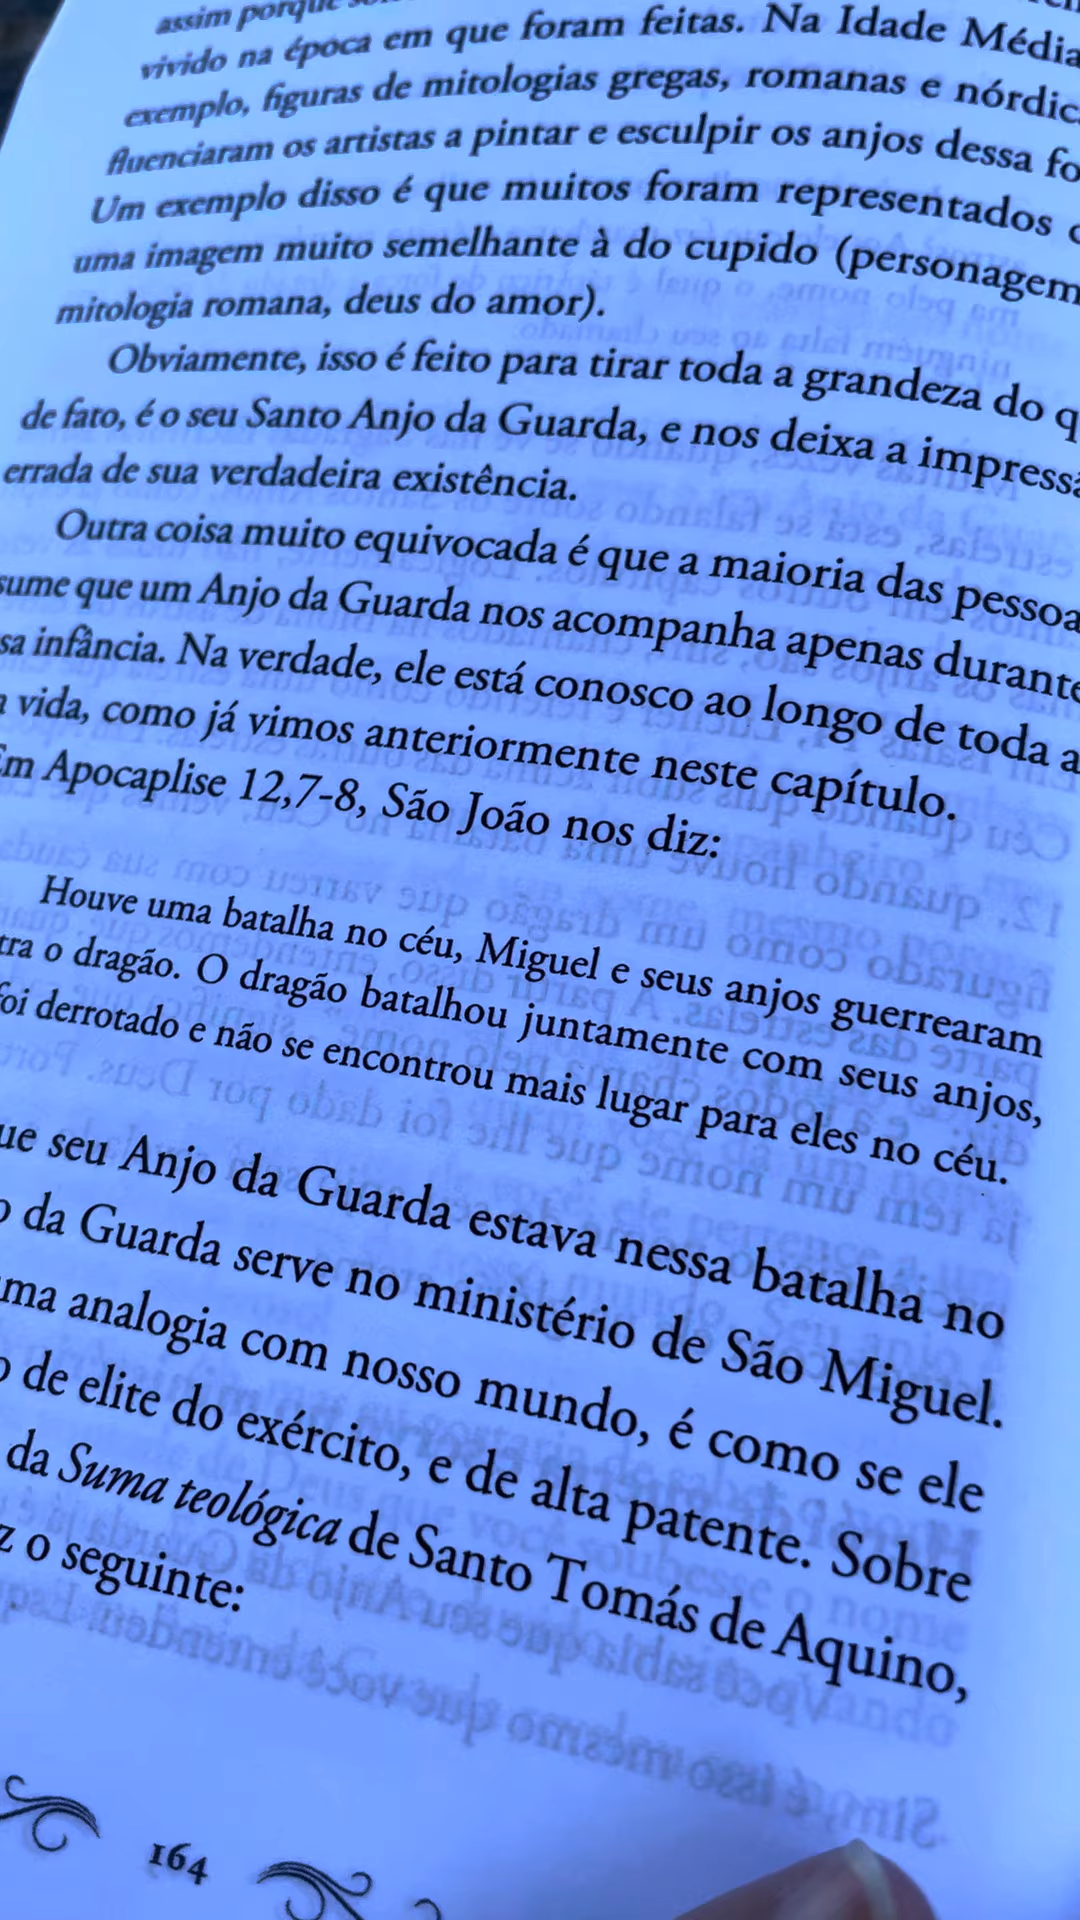 assim porque
vivido na época em que foram feitas. Na Idade Média
exemplo, figuras de mitologias gregas, romanas e nórdic
fluenciaram os artistas a pintar e esculpir os anjos dessa fo
Um exemplo disso é que muitos foram representados c
uma imagem muito semelhante à do cupido (personagem
mitologia romana, deus do amor).
Obviamente, isso é feito para tirar toda a grandeza do q
de fato, é o seu Santo Anjo da Guarda, e nos deixa a impressã
errada de sua verdadeira existência.
Outra coisa muito equivocada é que a maioria das pessoa
sume que um Anjo da Guarda nos acompanha apenas durante
sa infância. Na verdade, ele está conosco ao longo de toda a
a vida, como já vimos anteriormente neste capítulo.
Em Apocaplise 12,7-8, São João nos diz:
Houve uma batalha no céu, Miguel e seus anjos guerrearam
tra o dragão. O dragão batalhou juntamente com seus anjos,
foi derrotado e não se encontrou mais lugar para eles no céu.
ue seu Anjo da Guarda estava nessa batalha no
o da Guarda serve no ministério de São Miguel.
ma analogia com nosso mundo, é como se ele
o de elite do exército, e de alta patente. Sobre
da Suma teológica de Santo Tomás de Aquino,
z o seguinte:
164